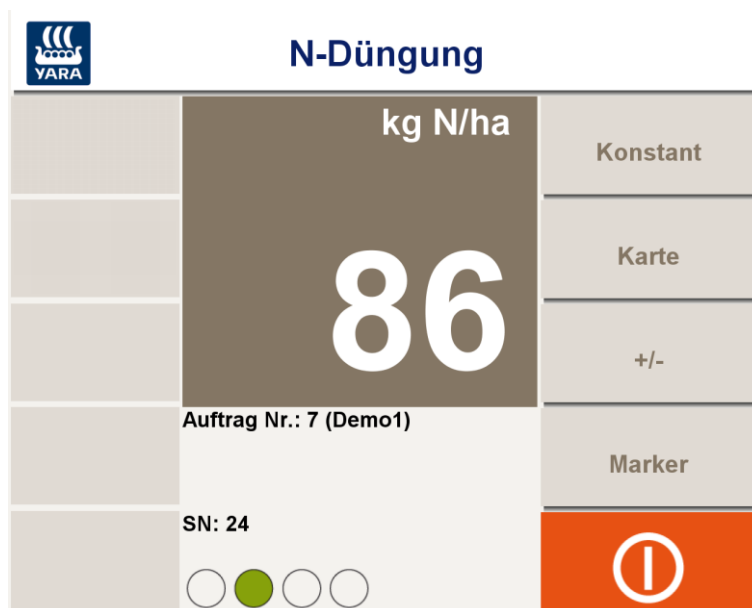 YARA
N-Düngung
kg N/ha
86
Konstant
Karte
+/-
Auftrag Nr.: 7 (Demo1)
Marker
SN: 24